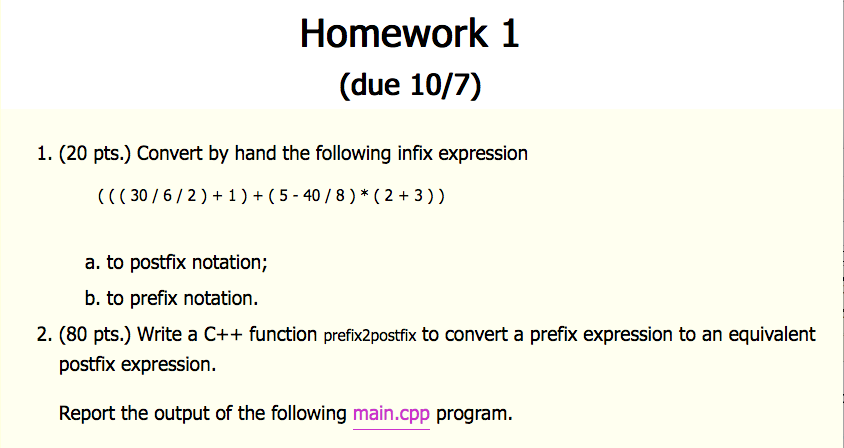 Homework 1
(due 10/7)
1. (20 pts.) Convert by hand the following infix expression
( ( ( 30 / 6 / 2 ) + 1 ) + ( 5 - 40 / 8 ) * ( 2 + 3 ) )
a. to postfix notation;
b. to prefix notation.
2. (80 pts.) Write a C++ function prefix2postfix to convert a prefix expression to an equivalent
postfix expression.
Report the output of the following main.cpp program.